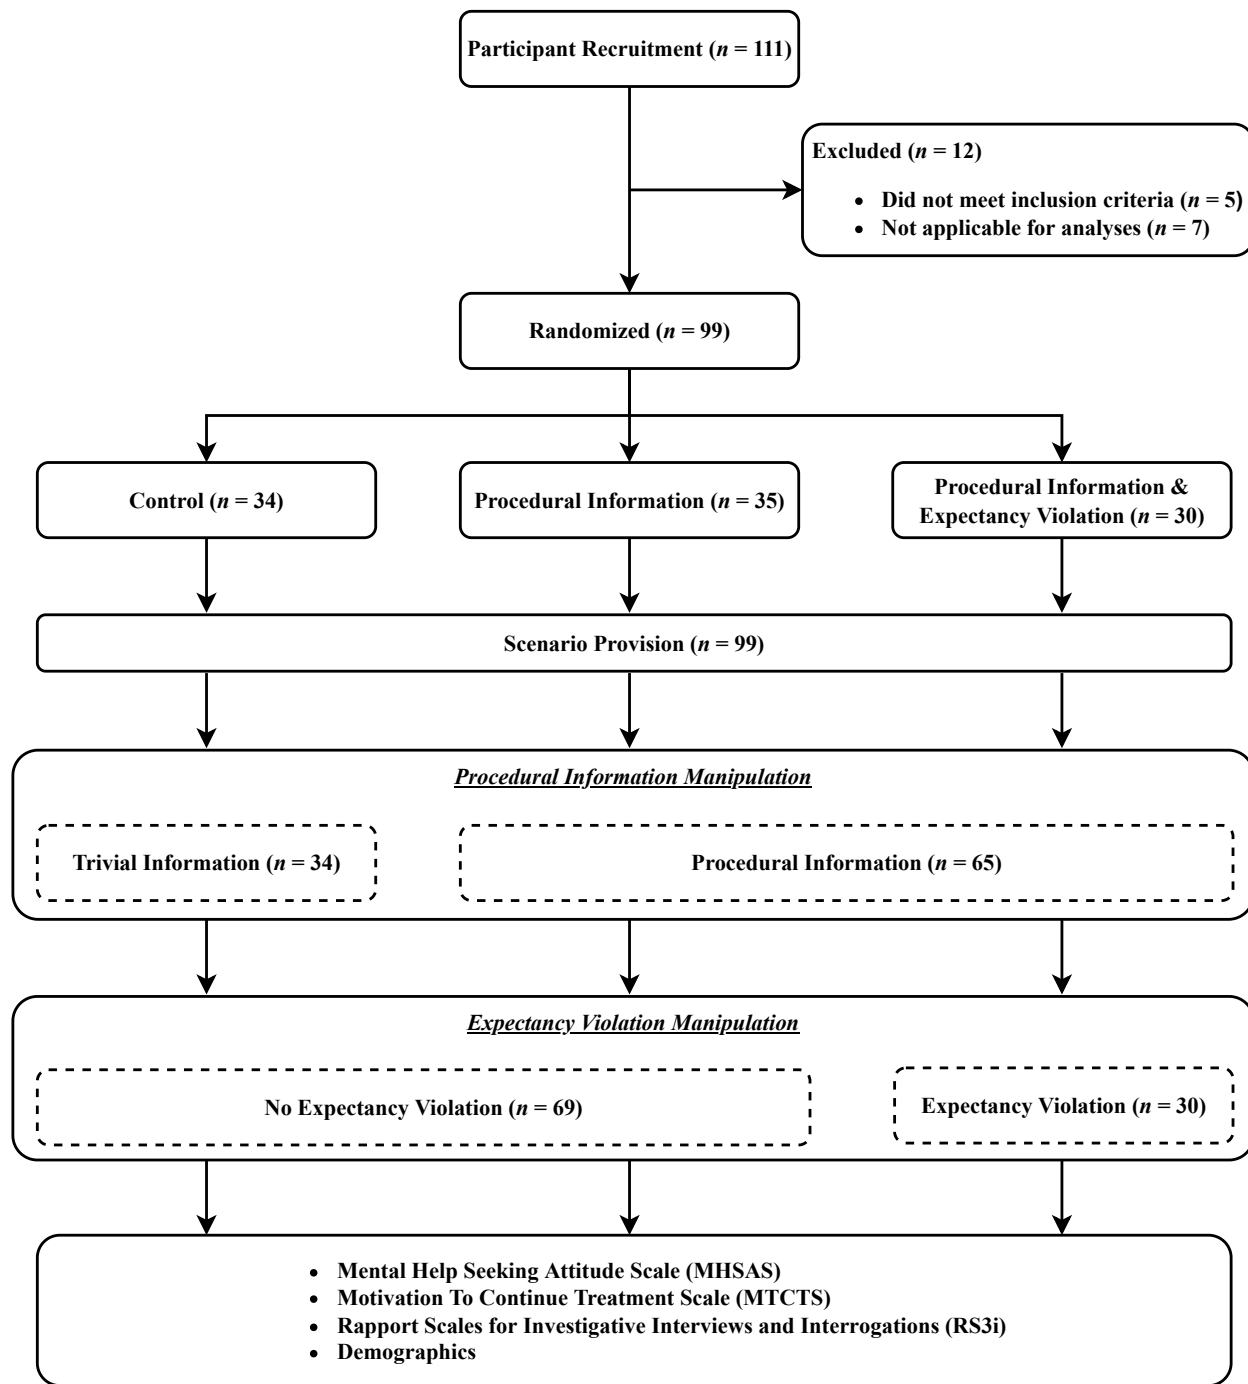 Participant Recruitment (n = 111)
Excluded (n = 12)
• Did not meet inclusion criteria (n = 5)
• Not applicable for analyses (n = 7)
Randomized (n = 99)
Control (n = 34)
Procedural Information (n = 35)
Procedural Information &
Expectancy Violation (n = 30)
Scenario Provision (n = 99)
Procedural Information Manipulation
Trivial Information (n = 34)
Procedural Information (n = 65)
Expectancy Violation Manipulation
No Expectancy Violation (n = 69)
Expectancy Violation (n = 30)
• Mental Help Seeking Attitude Scale (MHSAS)
• Motivation To Continue Treatment Scale (MTCTS)
• Rapport Scales for Investigative Interviews and Interrogations (RS3i)
• Demographics